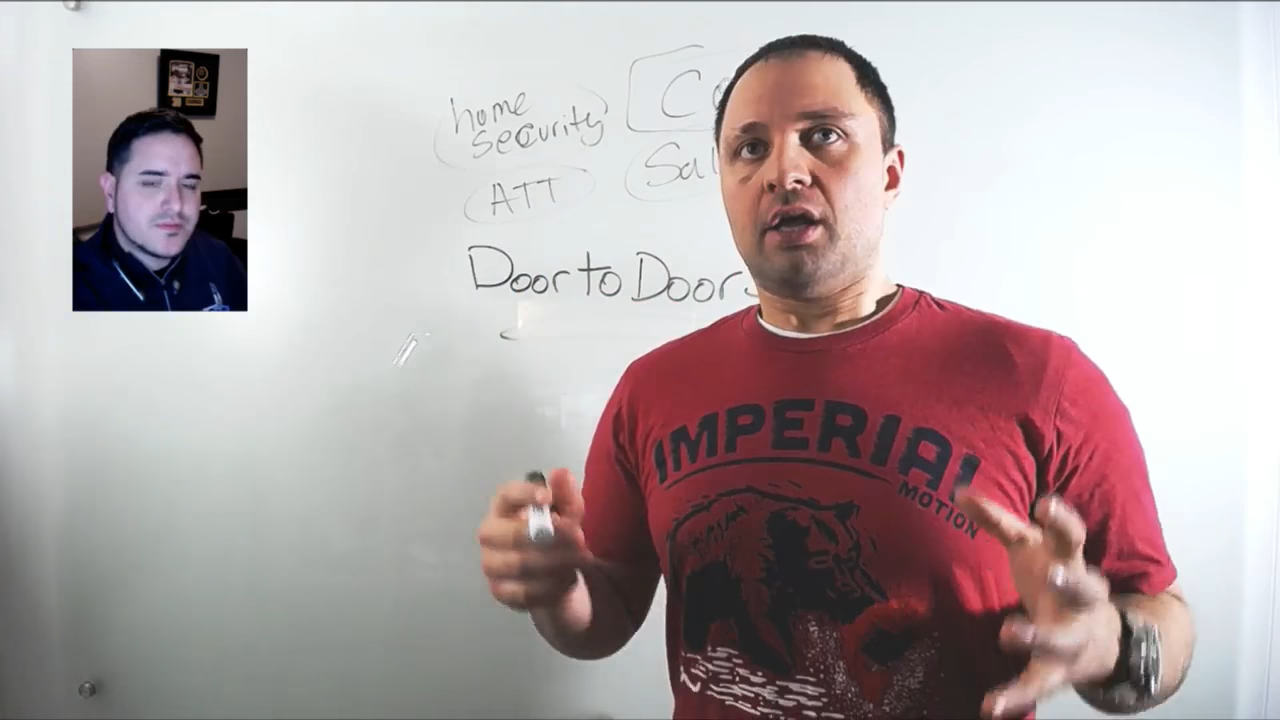 home
security
ATT
Door to Door
IMPERIAL
MOTION